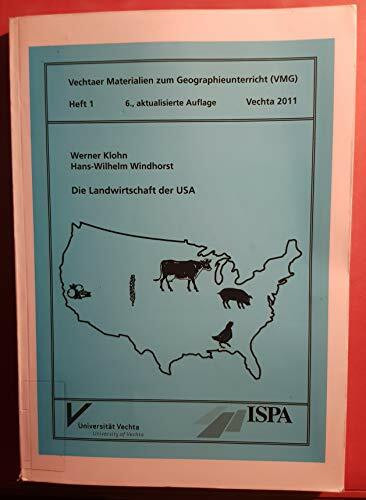 Vechtaer Materialien zum Geographieunterricht (VMG)
Heft 1 6., aktualisierte Auflage Vechta 2011
Werner Klohn
Hans-Wilhelm Windhorst
Die Landwirtschaft der USA
Universität Vechta
University of Vechta
ISPA